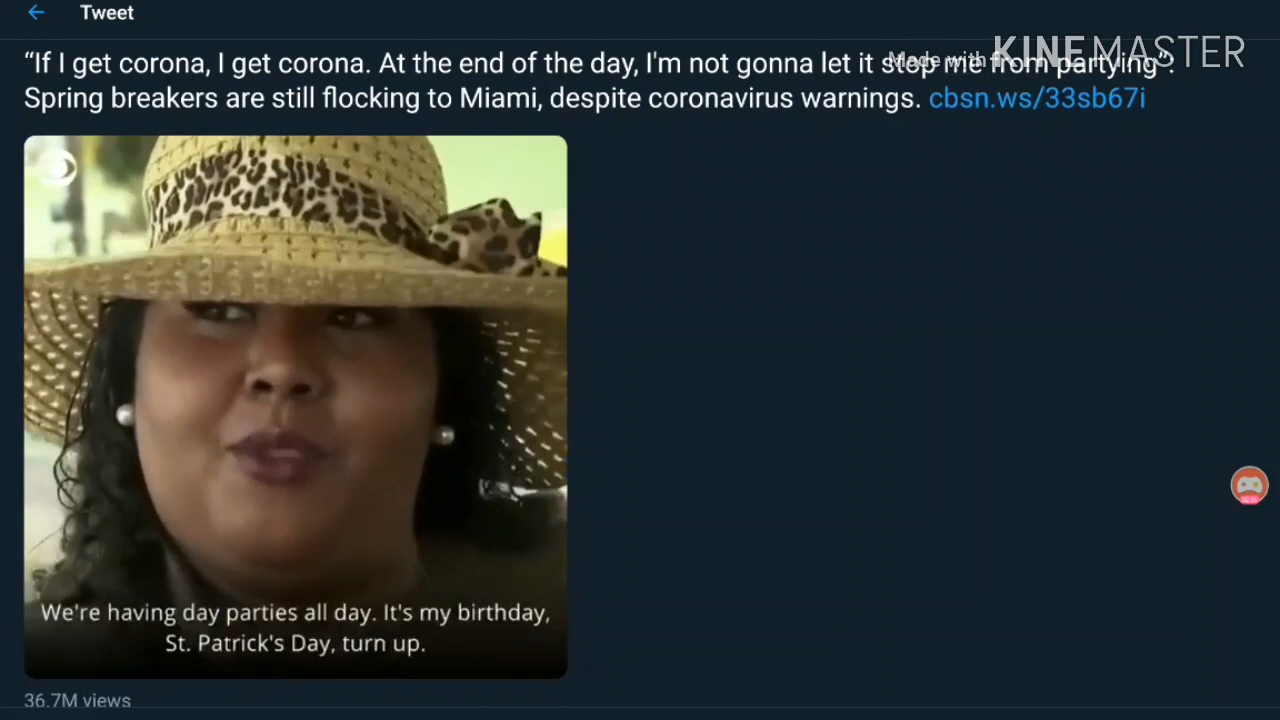 Tweet
Made with KINEMASTER
“If I get corona, I get corona. At the end of the day, I'm not gonna let it stop me from partying”.
Spring breakers are still flocking to Miami, despite coronavirus warnings. cbsn.ws/33sb67i
We're having day parties all day. It's my birthday,
St. Patrick's Day, turn up.
36.7M views